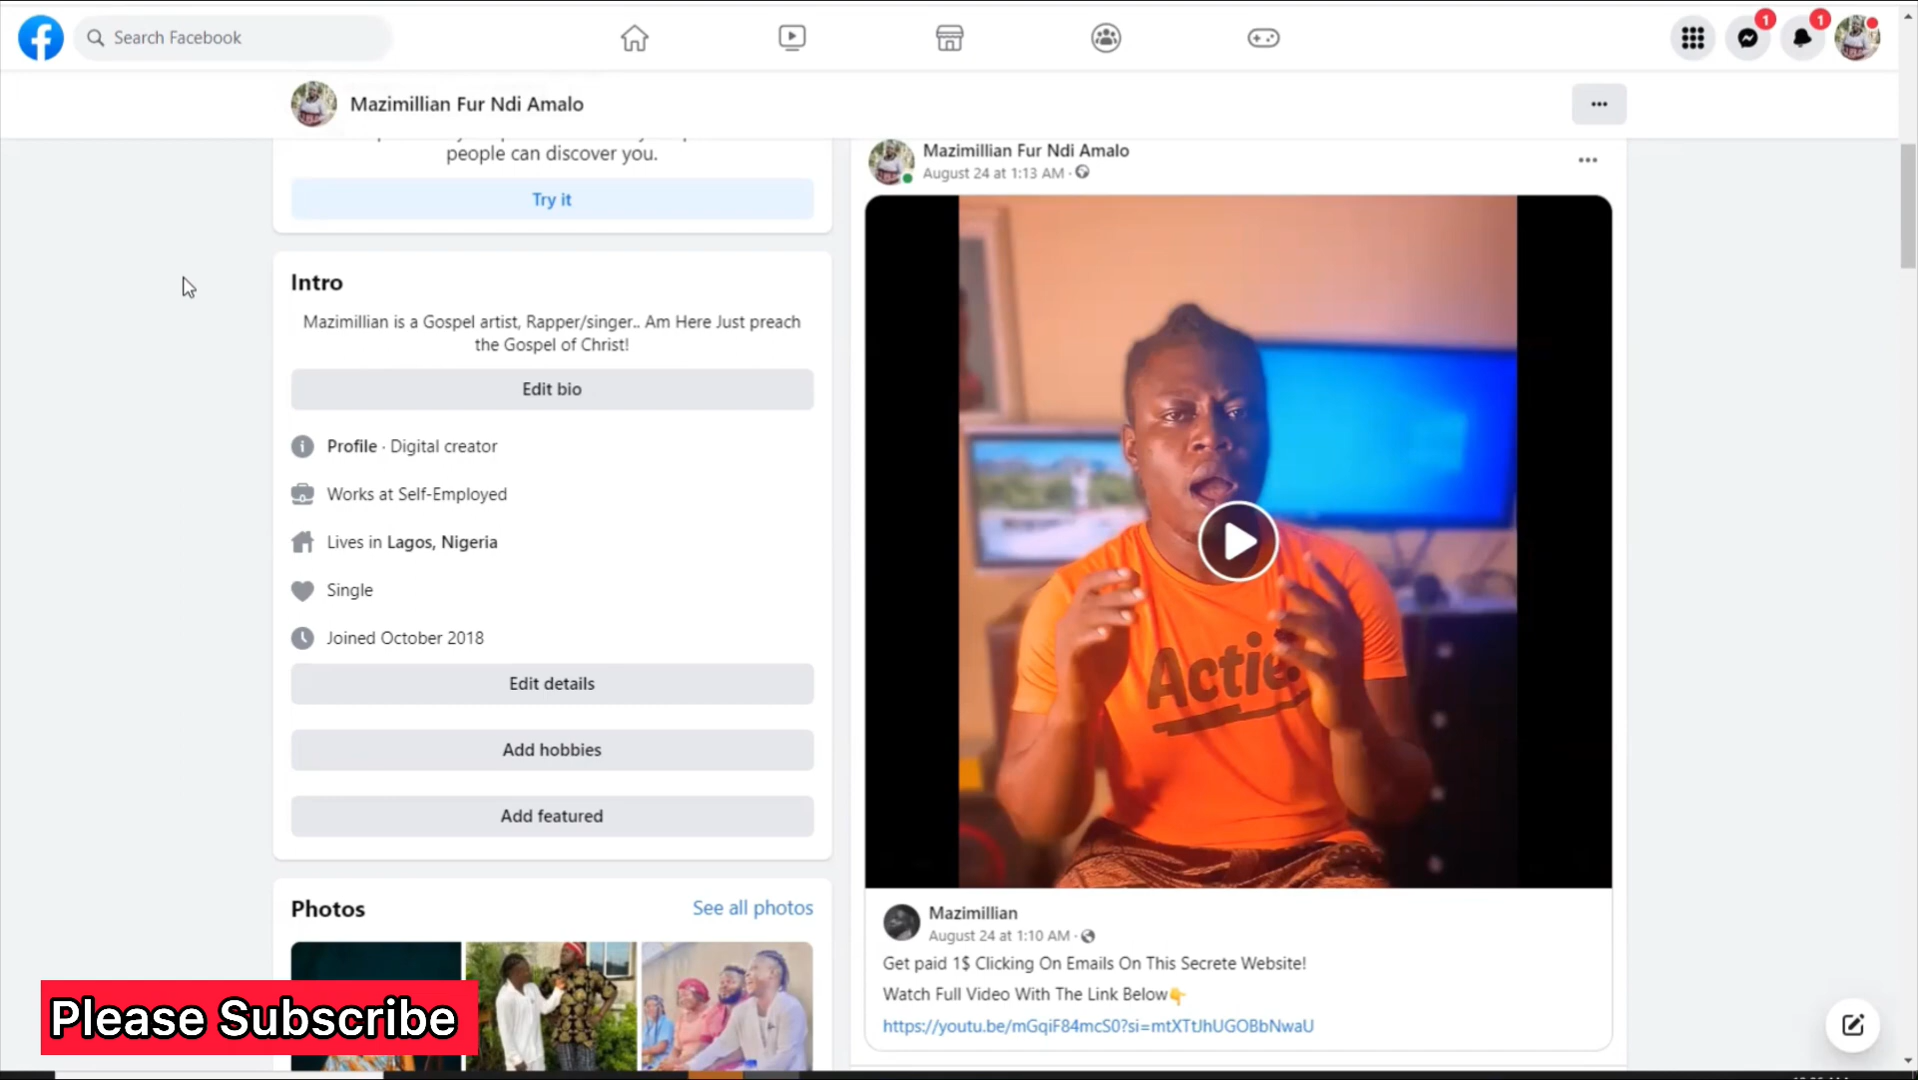 Search Facebook
1
1
Mazimillian Fur Ndi Amalo
people can discover you.
Try it
Intro
Mazimillian is a Gospel artist, Rapper/singer.. Am Here Just preach
the Gospel of Christ!
Edit bio
Profile · Digital creator
Works at Self-Employed
Lives in Lagos, Nigeria
Single
Joined October 2018
Edit details
Add hobbies
Add featured
Photos
See all photos
Please Subscribe
Mazimillian Fur Ndi Amalo
August 24 at 1:13 AM ·
Mazimillian
August 24 at 1:10 AM ·
Get paid 1$ Clicking On Emails On This Secrete Website!
Watch Full Video With The Link Below👇
https://youtu.be/mGqiF84mcS0?si=mtXTtJhUGOBbNwaU